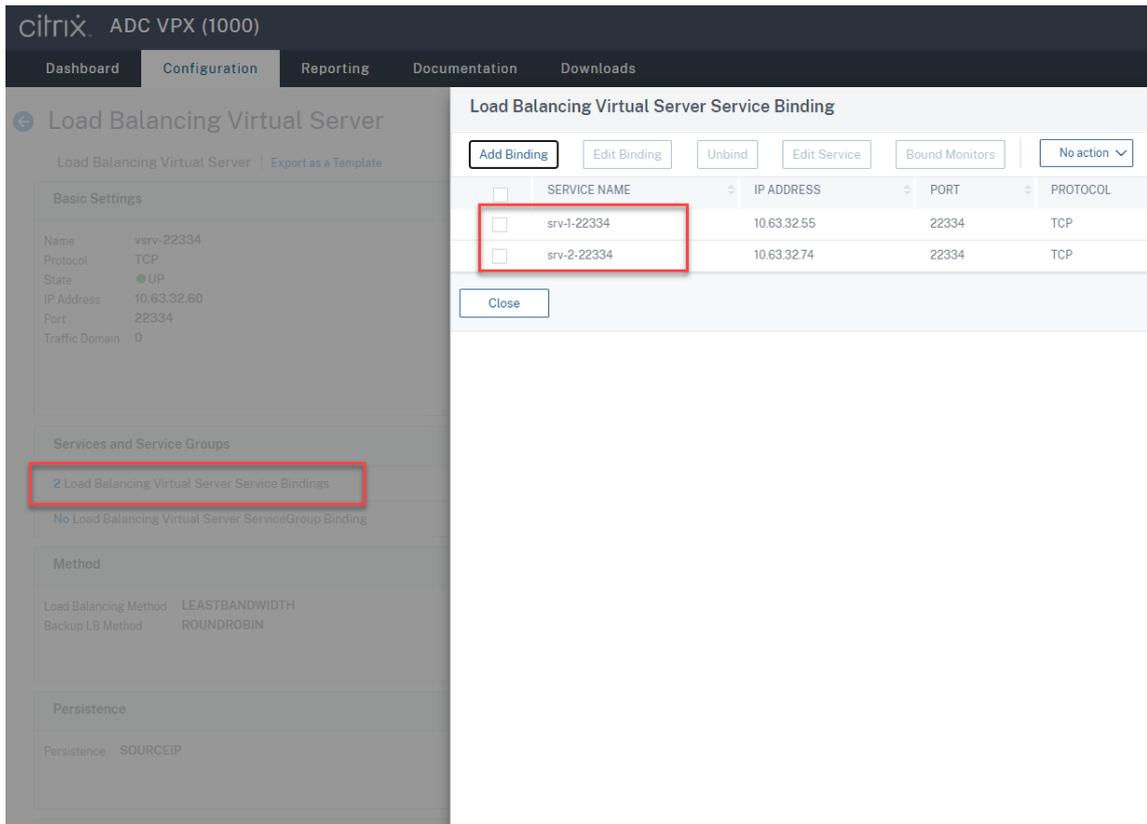 citrix. ADC VPX (1000)
Dashboard Configuration Reporting Documentation Downloads
Load Balancing Virtual Server
Load Balancing Virtual Server | Export as a Template
Basic Settings
Name vsrv-22334
Protocol TCP
State UP
IP Address 10.63.32.60
Port 22334
Traffic Domain 0
Services and Service Groups
2 Load Balancing Virtual Server Service Bindings
No Load Balancing Virtual Server ServiceGroup Binding
Method
Load Balancing Method LEASTBANDWIDTH
Backup LB Method ROUNDROBIN
Persistence
Persistence SOURCEIP
Load Balancing Virtual Server Service Binding
Add Binding Edit Binding Unbind Edit Service Bound Monitors No action
SERVICE NAME IP ADDRESS PORT PROTOCOL
srv-1-22334 10.63.32.55 22334 TCP
srv-2-22334 10.63.32.74 22334 TCP
Close